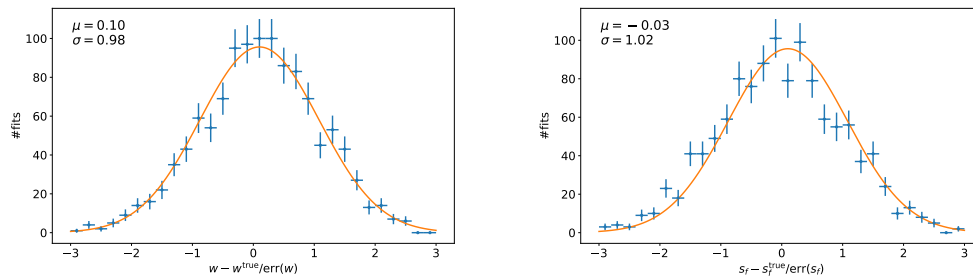 μ = 0.10
σ = 0.98
#fits
100
80
60
40
20
0
−3 −2 −1 0 1 2 3
w − w^true/err(w)
μ = −0.03
σ = 1.02
#fits
100
80
60
40
20
0
−3 −2 −1 0 1 2 3
s_f − s_f^true/err(s_f)